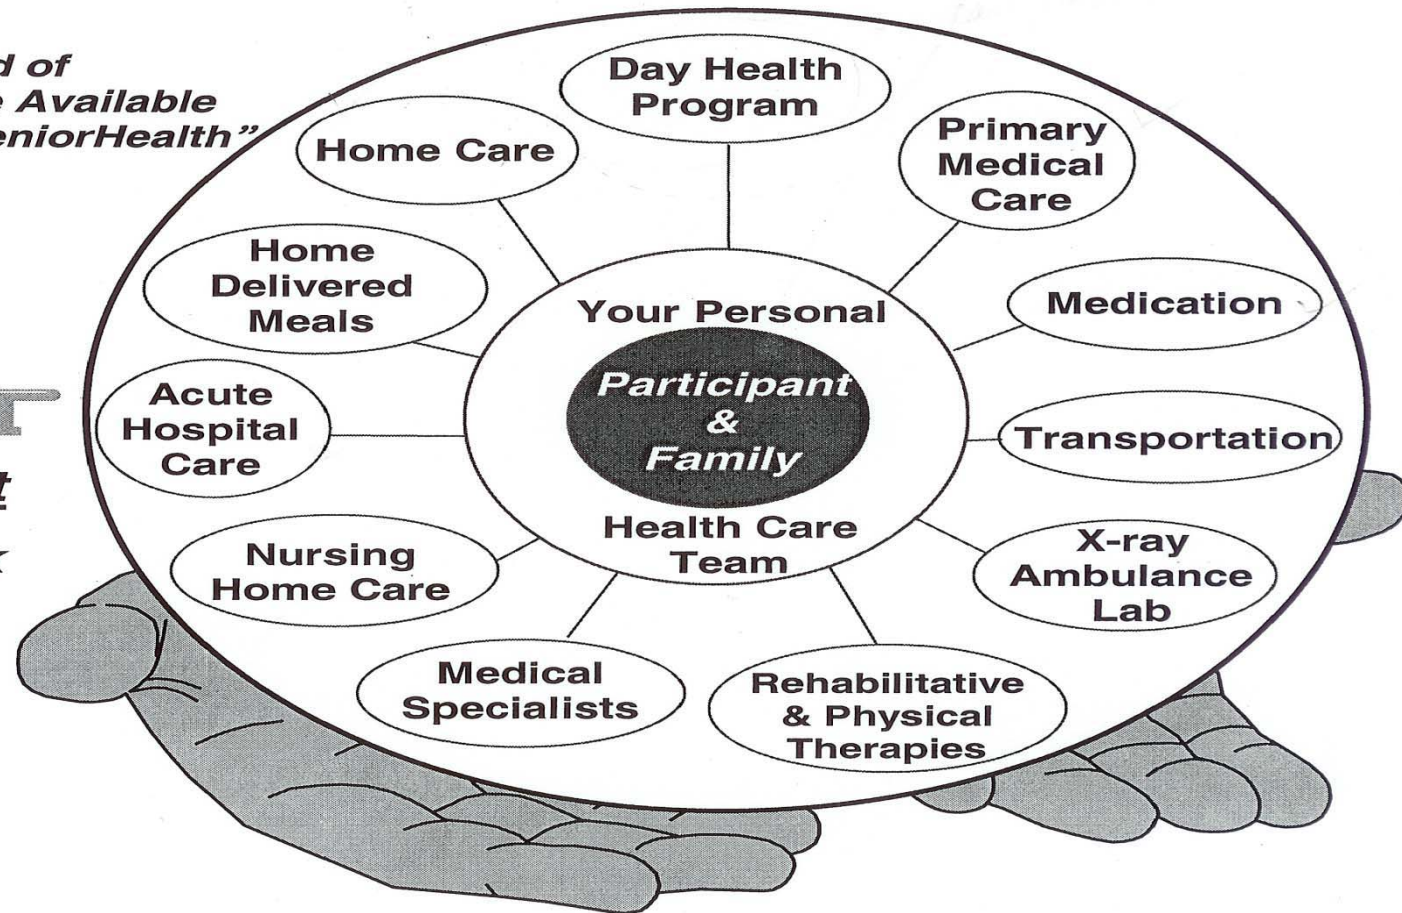 of
Available
Day Health
Program
Home Care
Primary
Medical
Care
Home
Delivered
Meals
Medication
Your Personal
Participant
&
Family
Health Care
Team
Acute
Hospital
Care
Transportation
Nursing
Home Care
X-ray
Ambulance
Lab
Medical
Specialists
Rehabilitative
& Physical
Therapies